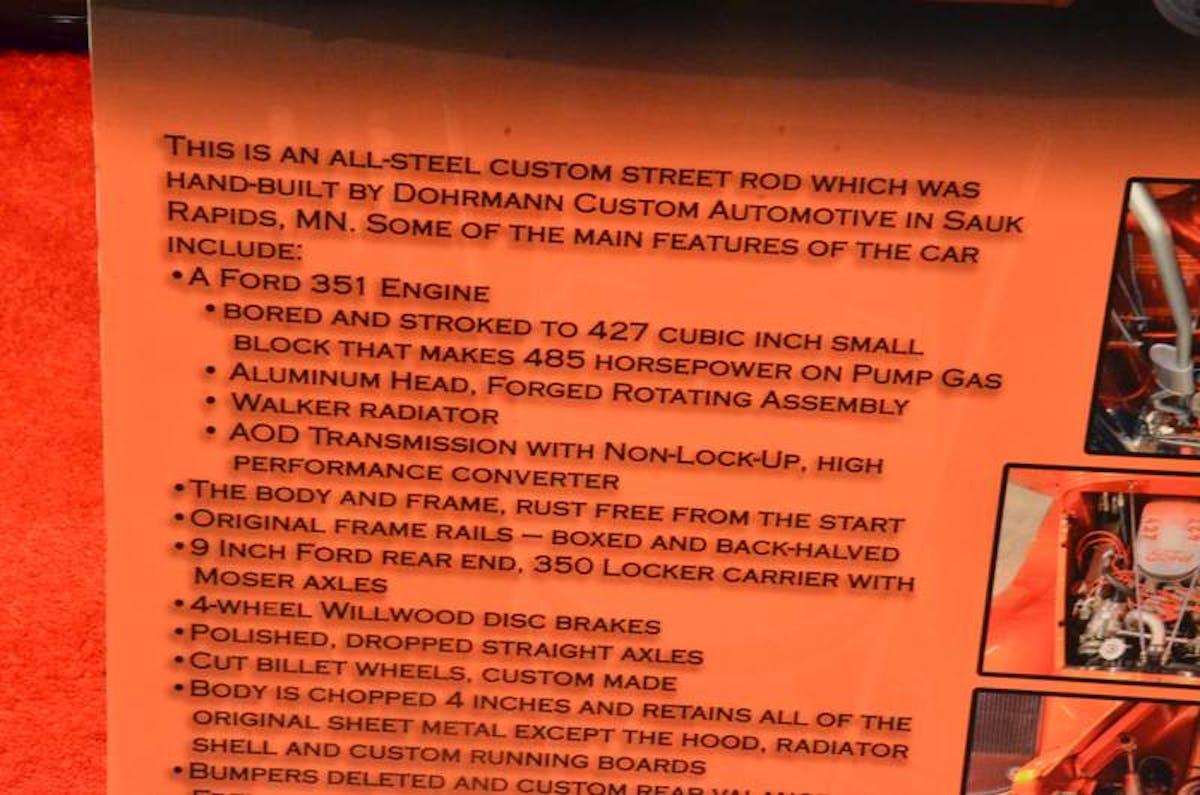 THIS IS AN ALL-STEEL CUSTOM STREET ROD WHICH WAS
HAND-BUILT BY DOHRMANN CUSTOM AUTOMOTIVE IN SAUK
RAPIDS, MN. SOME OF THE MAIN FEATURES OF THE CAR
INCLUDE:
•A FORD 351 ENGINE
•BORED AND STROKED TO 427 CUBIC INCH SMALL
BLOCK THAT MAKES 485 HORSEPOWER ON PUMP GAS
• ALUMINUM HEAD, FORGED ROTATING ASSEMBLY
• WALKER RADIATOR
• AOD TRANSMISSION WITH NON-LOCK-UP, HIGH
PERFORMANCE CONVERTER
•THE BODY AND FRAME, RUST FREE FROM THE START
•ORIGINAL FRAME RAILS – BOXED AND BACK-HALVED
•9 INCH FORD REAR END, 350 LOCKER CARRIER WITH
MOSER AXLES
•4-WHEEL WILLWOOD DISC BRAKES
•POLISHED, DROPPED STRAIGHT AXLES
•CUT BILLET WHEELS, CUSTOM MADE
•BODY IS CHOPPED 4 INCHES AND RETAINS ALL OF THE
ORIGINAL SHEET METAL EXCEPT THE HOOD, RADIATOR
SHELL AND CUSTOM RUNNING BOARDS
•BUMPERS DELETED AND CUSTOM REAR
427